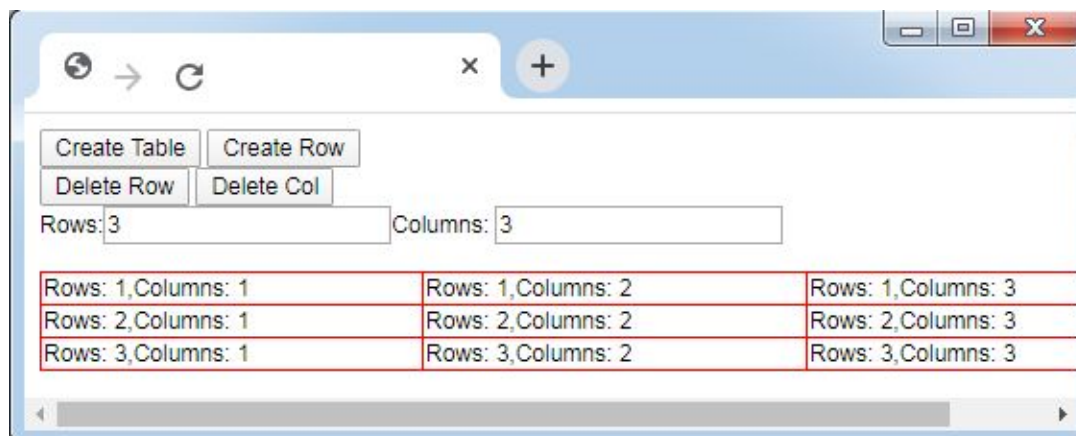 Create Table Create Row
Delete Row Delete Col
Rows: 3 Columns: 3
Rows: 1,Columns: 1 Rows: 1,Columns: 2 Rows: 1,Columns: 3
Rows: 2,Columns: 1 Rows: 2,Columns: 2 Rows: 2,Columns: 3
Rows: 3,Columns: 1 Rows: 3,Columns: 2 Rows: 3,Columns: 3